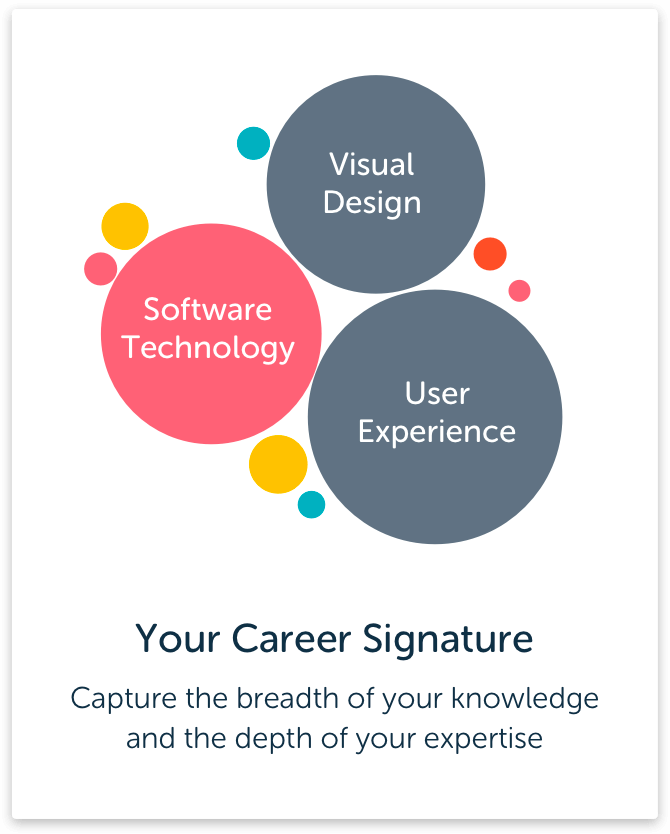 Visual
Design
Software
Technology
User
Experience
Your Career Signature
Capture the breadth of your knowledge
and the depth of your expertise